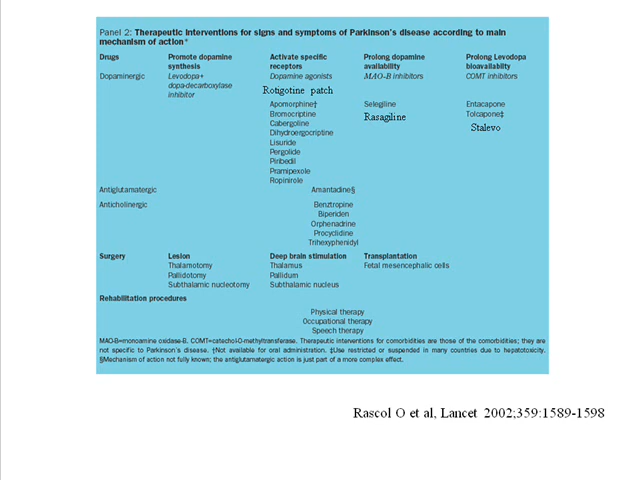 Panel 2: Therapeutic interventions for signs and symptoms of Parkinson's disease according to main
mechanism of action*
Drugs Promote dopamine synthesis Activate specific receptors Prolong dopamine availability Prolong Levodopa bioavailabilty
Dopaminergic Levodopa+ dopa-decarboxylase inhibitor Dopamine agonists MAO-B inhibitors COMT inhibitors
Rotigotine patch
Apomorphine† Selegiline Entacapone
Bromocriptine Rasagiline Tolcapone‡
Cabergoline Stalevo
Dihydroergocriptine
Lisuride
Pergolide
Piribedil
Pramipexole
Ropinirole
Antiglutamatergic Amantadine§
Anticholinergic Benztropine
Biperiden
Orphenadrine
Procyclidine
Trihexyphenidyl
Surgery Lesion Deep brain stimulation Transplantation
Thalamotomy Thalamus Fetal mesencephalic cells
Pallidotomy Pallidum
Subthalamic nucleotomy Subthalamic nucleus
Rehabilitation procedures
Physical therapy
Occupational therapy
Speech therapy
MAO-B=monoamine oxidase-B. COMT=catechol-O-methyltransferase. Therapeutic interventions for comorbidities are those of the comorbidities; they are
not specific to Parkinson's disease. †Not available for oral administration. ‡Use restricted or suspended in many countries due to hepatotoxicity.
§Mechanism of action not fully known; the antiglutamatergic action is just part of a more complex effect.
Rascol O et al, Lancet 2002;359:1589-1598